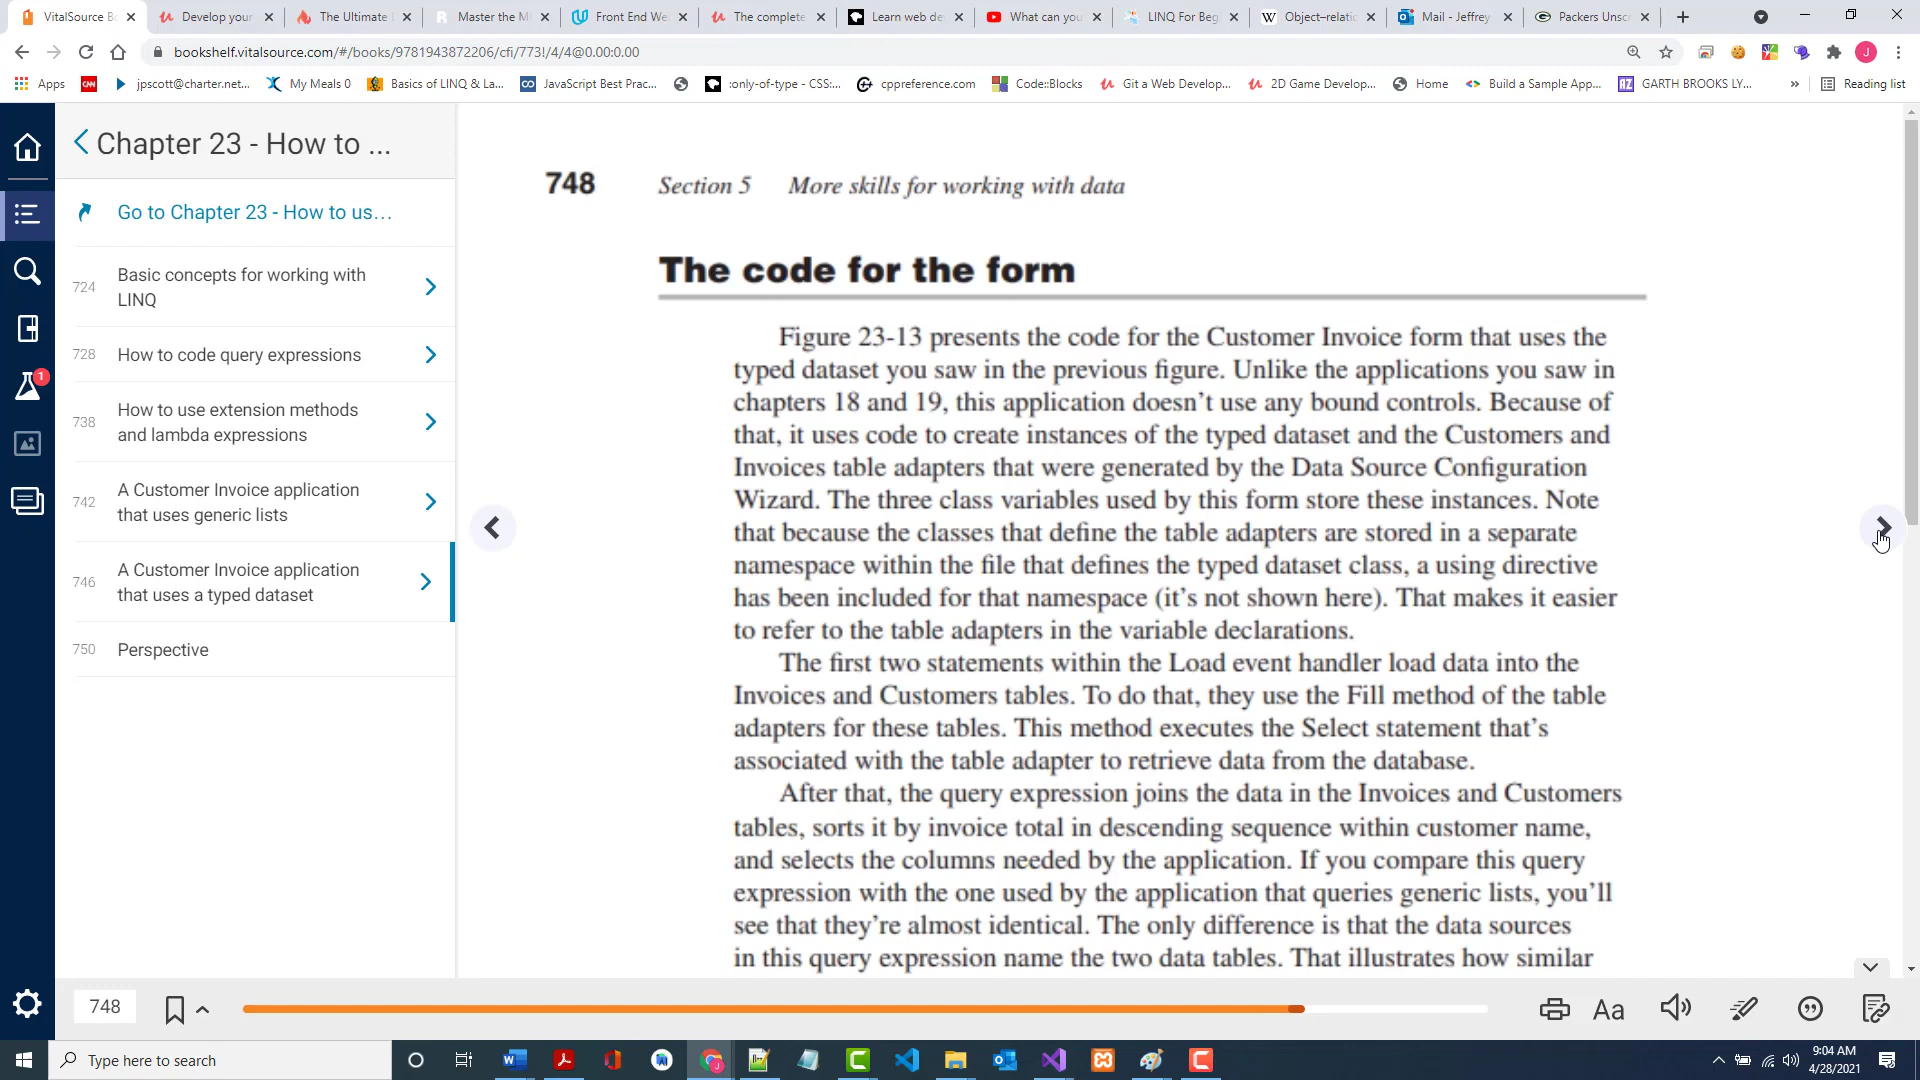 VitalSource Bo
Develop your
The Ultimate
Master the M
Front End We
The complete
Learn web de
What can you
LINQ For Beg
Object–relatio
Mail - Jeffrey
Packers Unsc
bookshelf.vitalsource.com/#/books/9781943872206/cfi/773!/4/4@0.00:0.00
J
Apps
CNN
jpscott@charter.net...
My Meals 0
Basics of LINQ & La...
JavaScript Best Prac...
:only-of-type - CSS:...
cppreference.com
Code::Blocks
Git a Web Develop...
2D Game Develop...
Home
Build a Sample App...
AZ
GARTH BROOKS LY...
»
Reading list
Chapter 23 - How to ...
Go to Chapter 23 - How to us...
724 Basic concepts for working with
LINQ
728 How to code query expressions
738 How to use extension methods
and lambda expressions
742 A Customer Invoice application
that uses generic lists
746 A Customer Invoice application
that uses a typed dataset
750 Perspective
1
748 Section 5 More skills for working with data
The code for the form
Figure 23-13 presents the code for the Customer Invoice form that uses the
typed dataset you saw in the previous figure. Unlike the applications you saw in
chapters 18 and 19, this application doesn't use any bound controls. Because of
that, it uses code to create instances of the typed dataset and the Customers and
Invoices table adapters that were generated by the Data Source Configuration
Wizard. The three class variables used by this form store these instances. Note
that because the classes that define the table adapters are stored in a separate
namespace within the file that defines the typed dataset class, a using directive
has been included for that namespace (it's not shown here). That makes it easier
to refer to the table adapters in the variable declarations.
The first two statements within the Load event handler load data into the
Invoices and Customers tables. To do that, they use the Fill method of the table
adapters for these tables. This method executes the Select statement that's
associated with the table adapter to retrieve data from the database.
After that, the query expression joins the data in the Invoices and Customers
tables, sorts it by invoice total in descending sequence within customer name,
and selects the columns needed by the application. If you compare this query
expression with the one used by the application that queries generic lists, you'll
see that they're almost identical. The only difference is that the data sources
in this query expression name the two data tables. That illustrates how similar
748
Aa
Type here to search
9:04 AM
4/28/2021